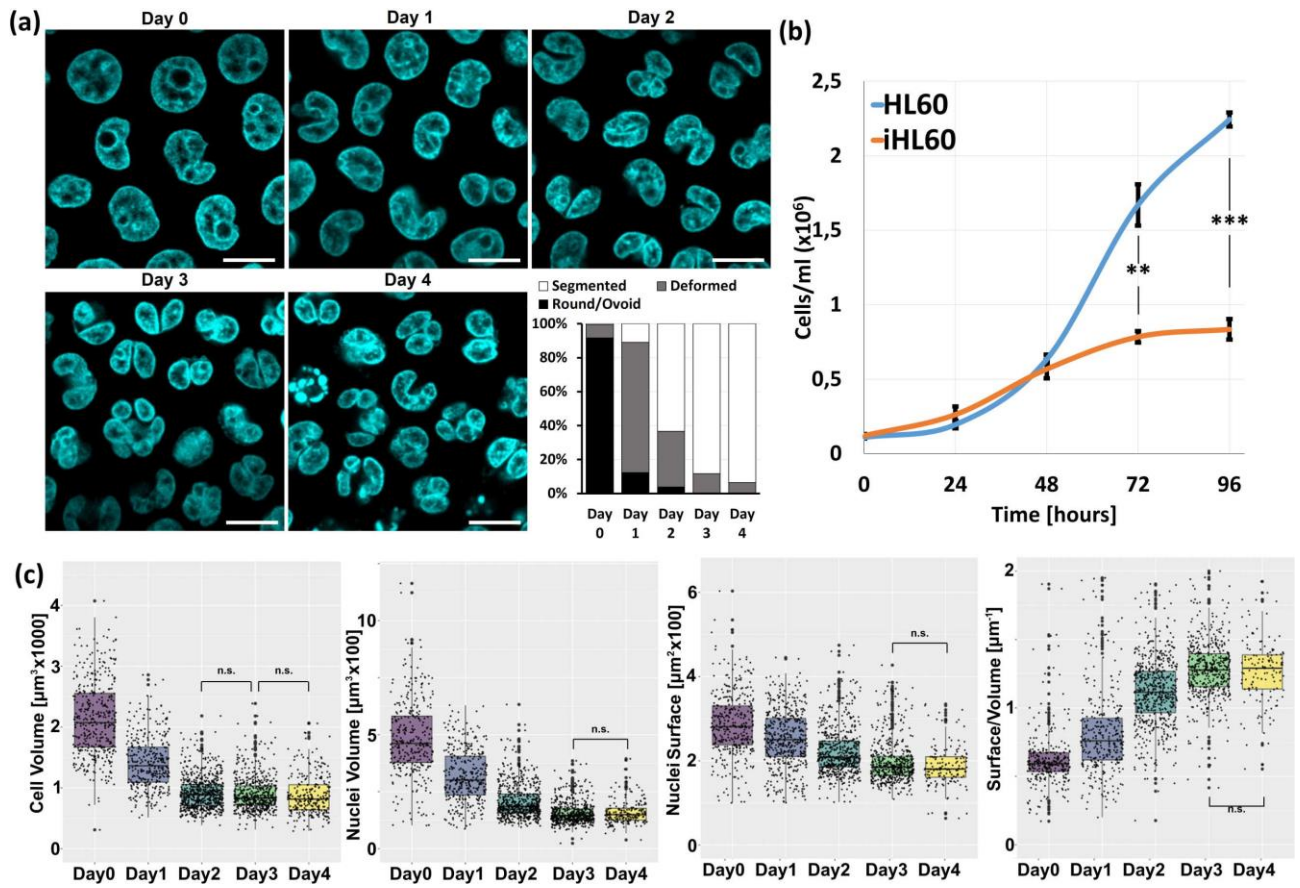 (a)
Day 0
Day 1
Day 2
Day 3
Day 4
Segmented
Deformed
Round/Ovoid
100%
80%
60%
40%
20%
0%
Day 0
Day 1
Day 2
Day 3
Day 4
(b)
HL60
iHL60
Cells/ml (x10⁶)
2,5
2
1,5
1
0,5
0
**
***
0
24
48
72
96
Time [hours]
(c)
Cell Volume [µm³x1000]
4
3
2
1
0
n.s.
n.s.
Day0
Day1
Day2
Day3
Day4
Nuclei Volume [µm³x100]
10
5
0
n.s.
Day0
Day1
Day2
Day3
Day4
Nuclei Surface [µm²x100]
6
4
2
0
n.s.
Day0
Day1
Day2
Day3
Day4
Surface/Volume [µm⁻¹]
2
1
0
n.s.
Day0
Day1
Day2
Day3
Day4